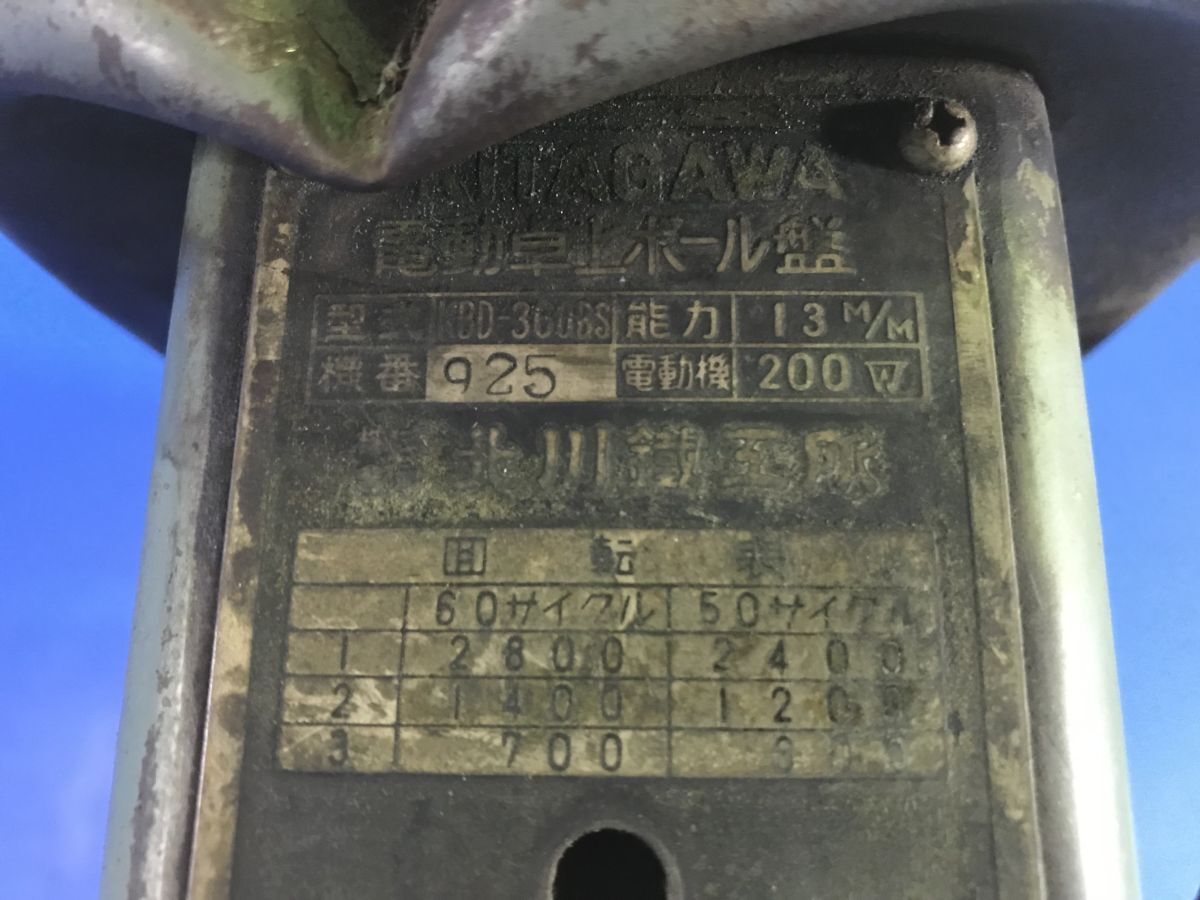 KITAGAWA
電動卓上ボール盤
型式 能力 13 M/M
機番 925 電動機 200 W
北川鉄工所
回転表
60サイクル 50サイクル
1 2800 2400
2 1400 1200
3 700 600